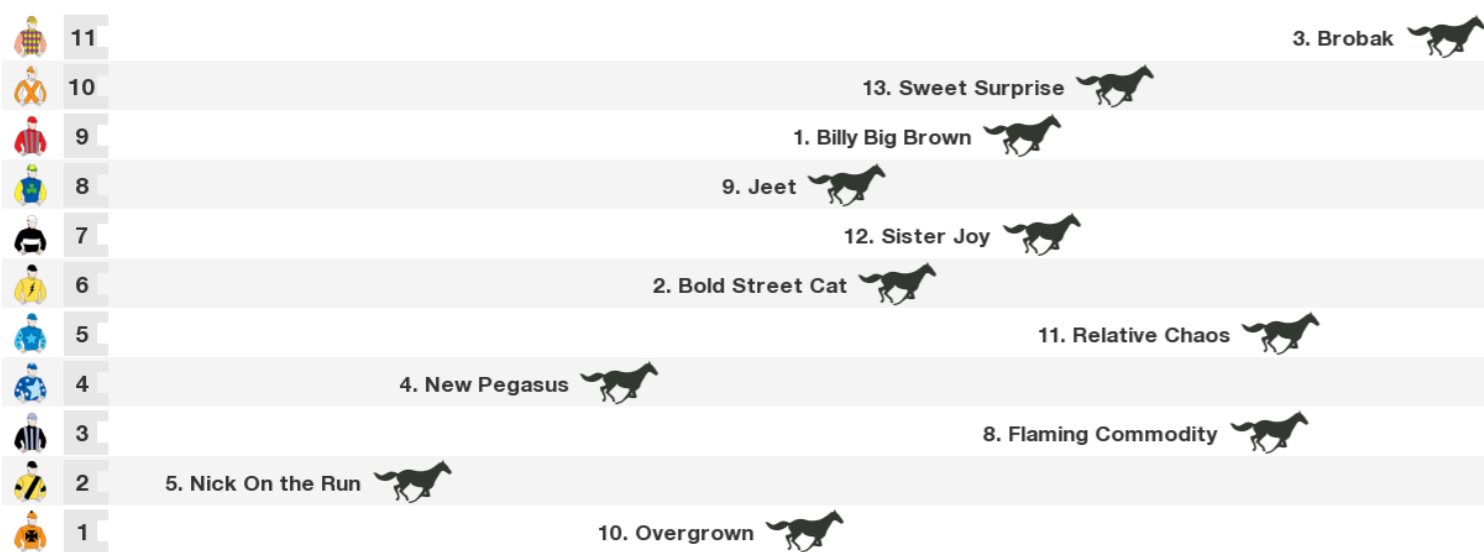 11 3. Brobak
10 13. Sweet Surprise
9 1. Billy Big Brown
8 9. Jeet
7 12. Sister Joy
6 2. Bold Street Cat
5 11. Relative Chaos
4 4. New Pegasus
3 8. Flaming Commodity
2 5. Nick On the Run
1 10. Overgrown